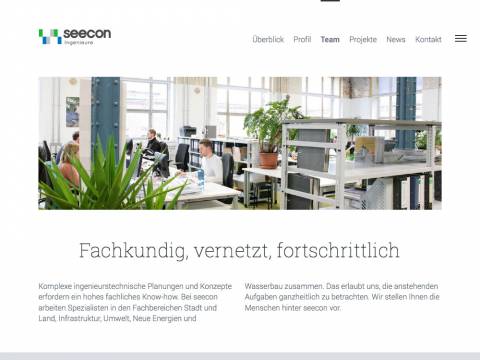 seecon
ingenieure
Überblick Profil Team Projekte News Kontakt
Fachkundig, vernetzt, fortschrittlich
Komplexe ingenieurstechnische Planungen und Konzepte
erfordern ein hohes fachliches Know-how. Bei seecon
arbeiten Spezialisten in den Fachbereichen Stadt und
Land, Infrastruktur, Umwelt, Neue Energien und
Wasserbau zusammen. Das erlaubt uns, die anstehenden
Aufgaben ganzheitlich zu betrachten. Wir stellen Ihnen die
Menschen hinter seecon vor.